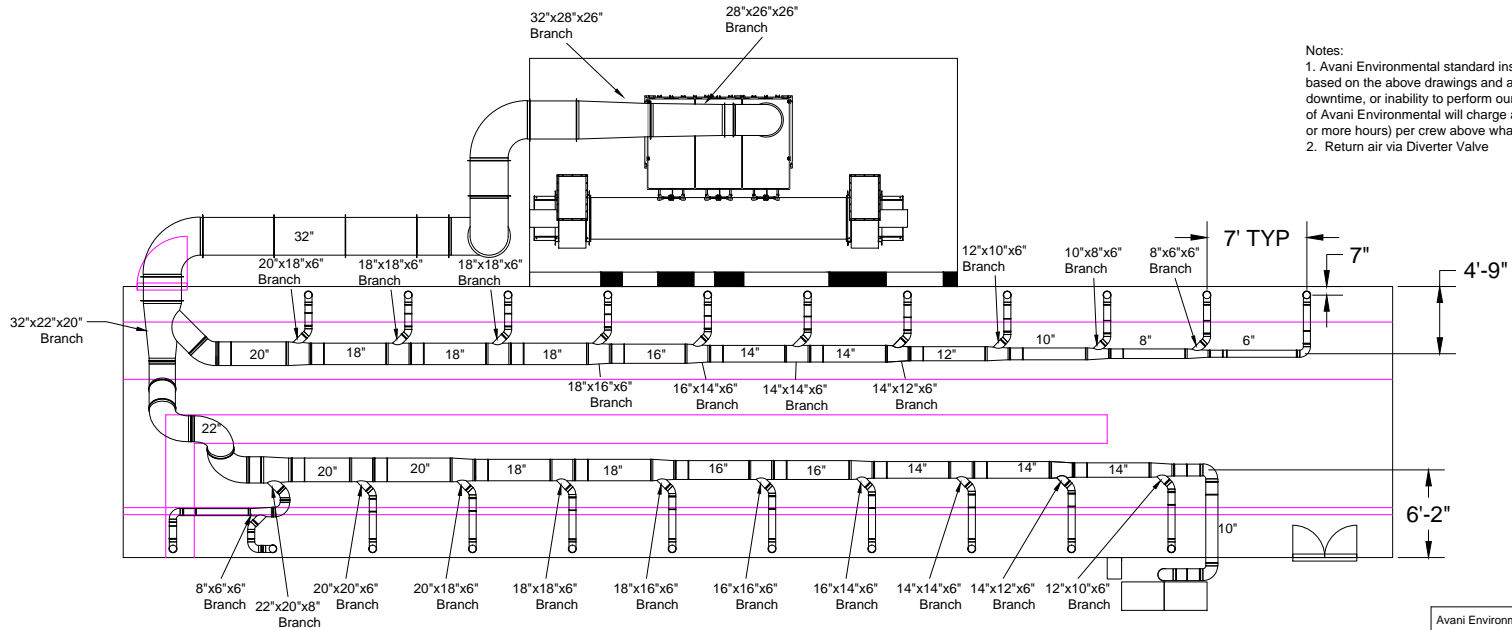 32"x28"x26"
Branch
28"x26"x26"
Branch
Notes:
1. Avani Environmental standard ins
based on the above drawings and a
downtime, or inability to perform our
of Avani Environmental will charge a
or more hours) per crew above wha
2. Return air via Diverter Valve
32"
20"x18"x6"
Branch
18"x18"x6"
Branch
18"x18"x6"
Branch
12"x10"x6"
Branch
10"x8"x6"
Branch
8"x6"x6"
Branch
7' TYP
7"
4'-9"
32"x22"x20"
Branch
20"
18"
18"
18"
16"
14"
14"
12"
10"
8"
6"
18"x16"x6"
Branch
16"x14"x6"
Branch
14"x14"x6"
Branch
14"x12"x6"
Branch
22"
20"
20"
18"
18"
16"
16"
14"
14"
14"
6'-2"
10"
8"x6"x6"
Branch
22"x20"x8"
Branch
20"x20"x6"
Branch
20"x18"x6"
Branch
18"x18"x6"
Branch
18"x16"x6"
Branch
16"x16"x6"
Branch
16"x14"x6"
Branch
14"x14"x6"
Branch
14"x12"x6"
Branch
12"x10"x6"
Branch
Avani Environ